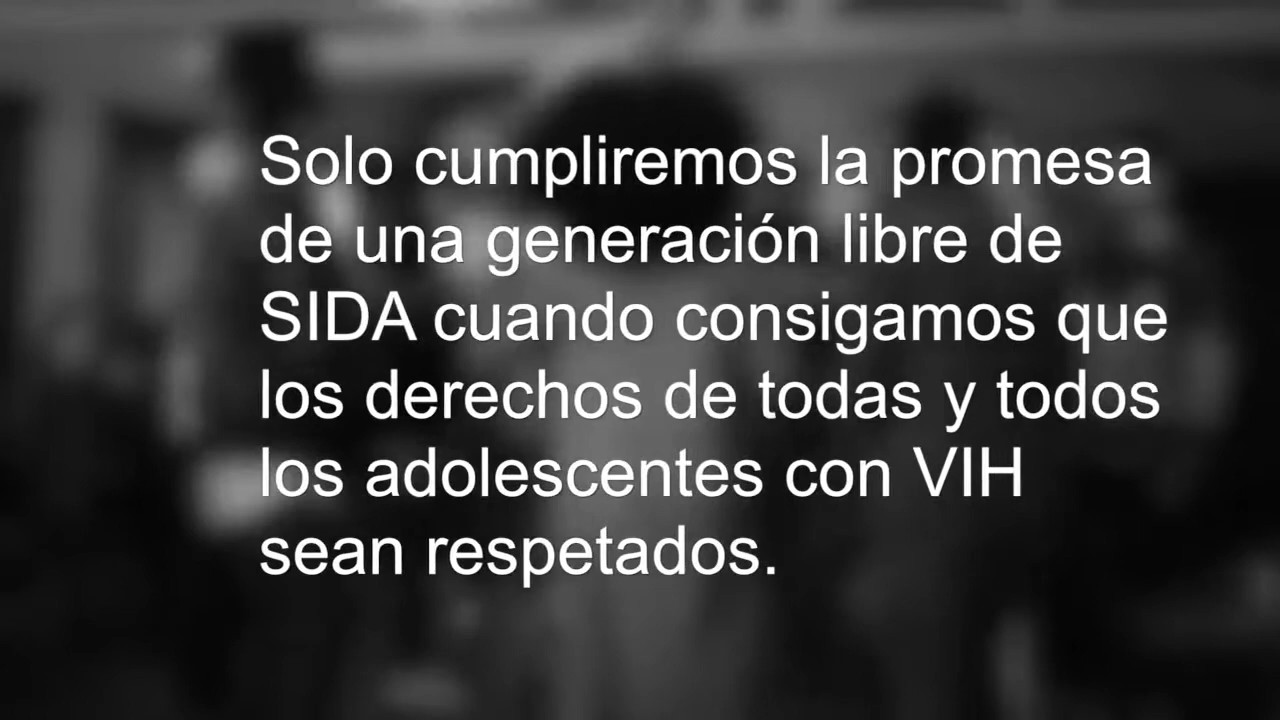 Solo cumpliremos la promesa
de una generación libre de
SIDA cuando consigamos que
los derechos de todas y todos
los adolescentes con VIH
sean respetados.